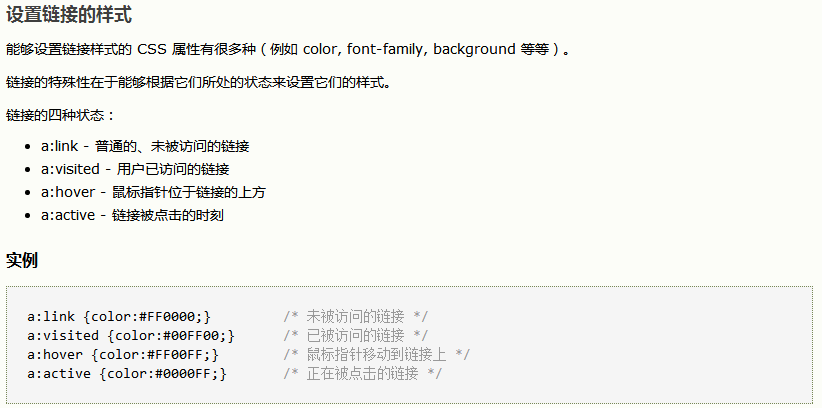 设置链接的样式
能够设置链接样式的 CSS 属性有很多种（例如 color, font-family, background 等等）。
链接的特殊性在于能够根据它们所处的状态来设置它们的样式。
链接的四种状态：
• a:link - 普通的、未被访问的链接
• a:visited - 用户已访问的链接
• a:hover - 鼠标指针位于链接的上方
• a:active - 链接被点击的时刻
实例
a:link {color:#FF0000;} /* 未被访问的链接 */
a:visited {color:#00FF00;} /* 已被访问的链接 */
a:hover {color:#FF00FF;} /* 鼠标指针移动到链接上 */
a:active {color:#0000FF;} /* 正在被点击的链接 */